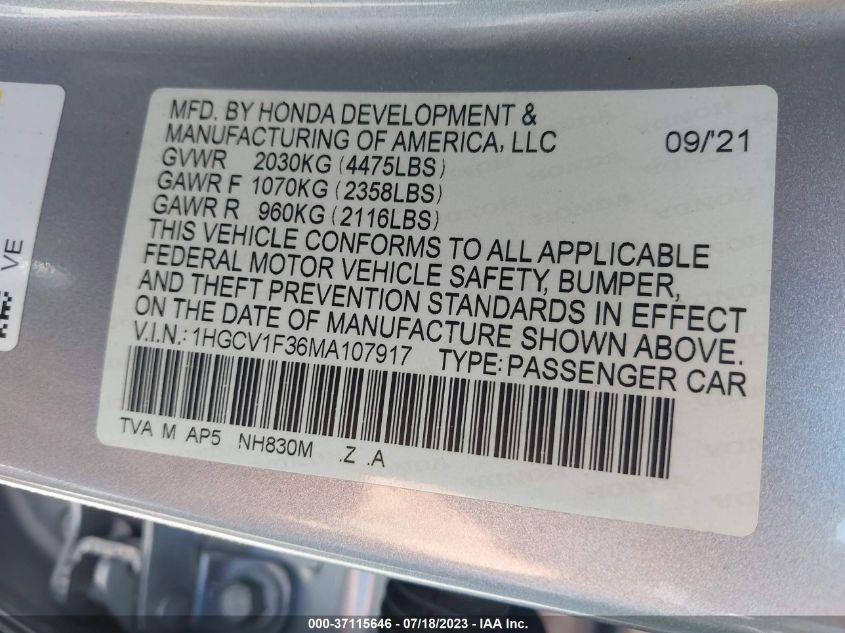 MFD. BY HONDA DEVELOPMENT &
MANUFACTURING OF AMERICA, LLC 09/'21
GVWR 2030KG (4475LBS)
GAWR F 1070KG (2358LBS)
GAWR R 960KG (2116LBS)
THIS VEHICLE CONFORMS TO ALL APPLICABLE
FEDERAL MOTOR VEHICLE SAFETY, BUMPER,
AND THEFT PREVENTION STANDARDS IN EFFECT
ON THE DATE OF MANUFACTURE SHOWN ABOVE.
V.I.N.: 1HGCV1F36MA107917 TYPE: PASSENGER CAR
TVA M AP5 NH830M .Z .A
VE
000-37115646 - 07/18/2023 - IAA Inc.